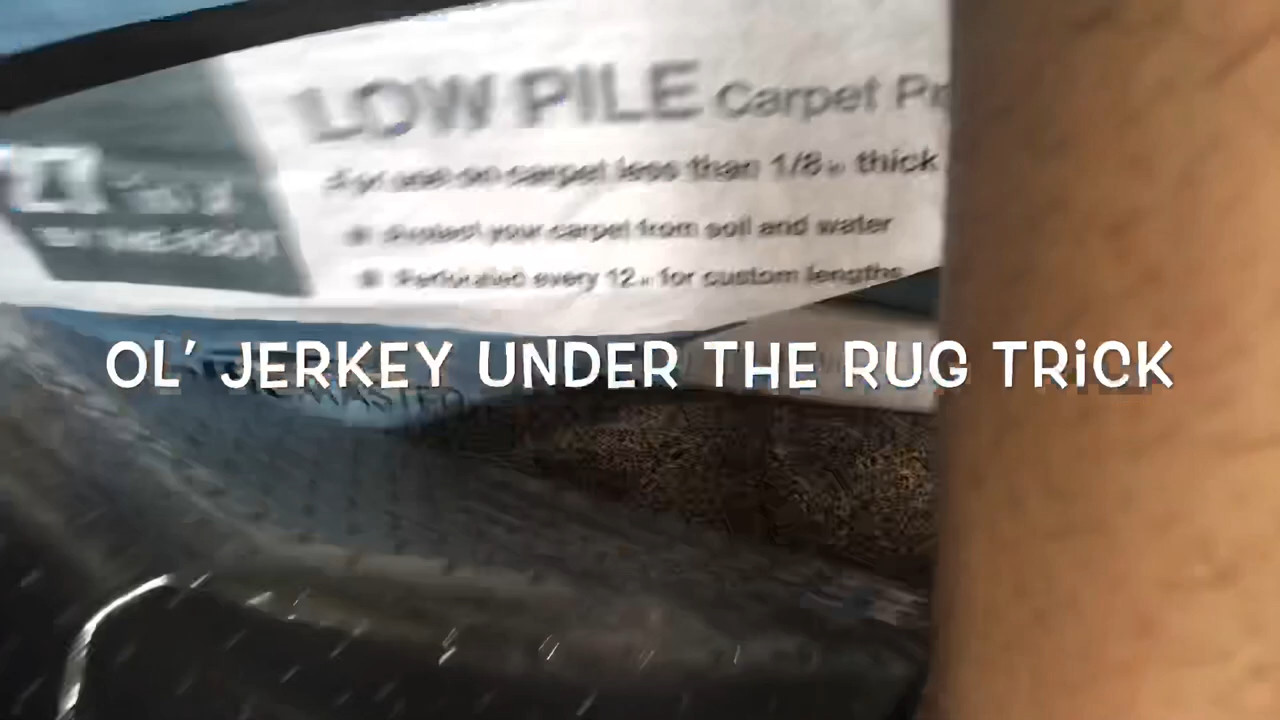 LOW PILE Carpet
For use on carpet less than 1/8 in thick
Protect your carpet from soil and water
Perforated every 12 in for custom lengths
OL' JERKEY UNDER THE RUG TRiCK